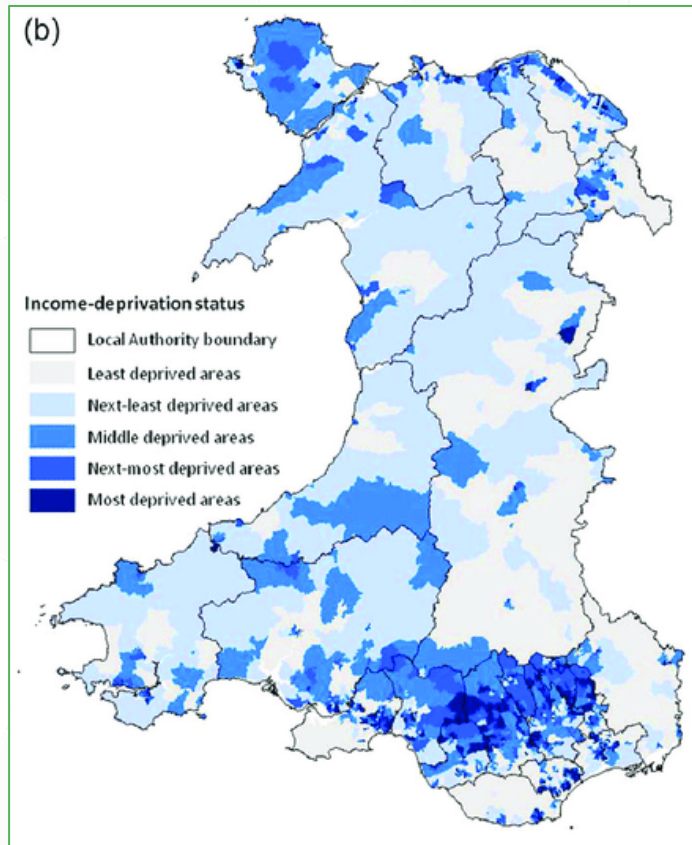 (b)
Income-deprivation status
Local Authority boundary
Least deprived areas
Next-least deprived areas
Middle deprived areas
Next-most deprived areas
Most deprived areas